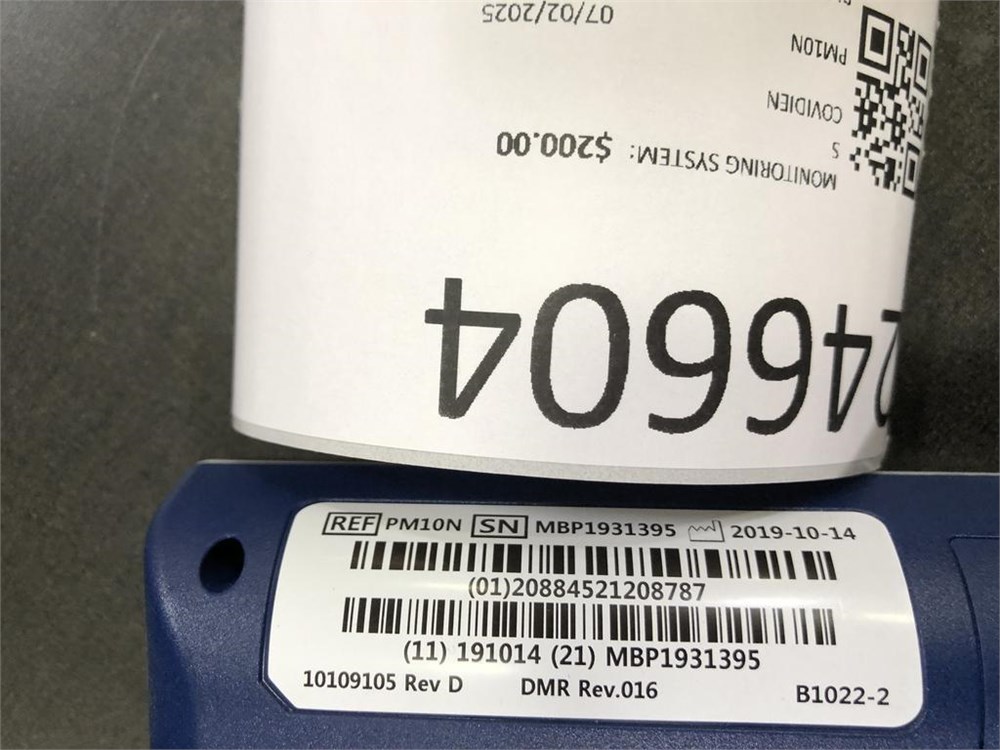 246604
MONITORING SYSTEM: $200.00
S
COVIDIEN
PM10N
07/02/2025
REF PM10N SN MBP1931395 2019-10-14
(01)20884521208787
(11) 191014 (21) MBP1931395
10109105 Rev D DMR Rev.016 B1022-2